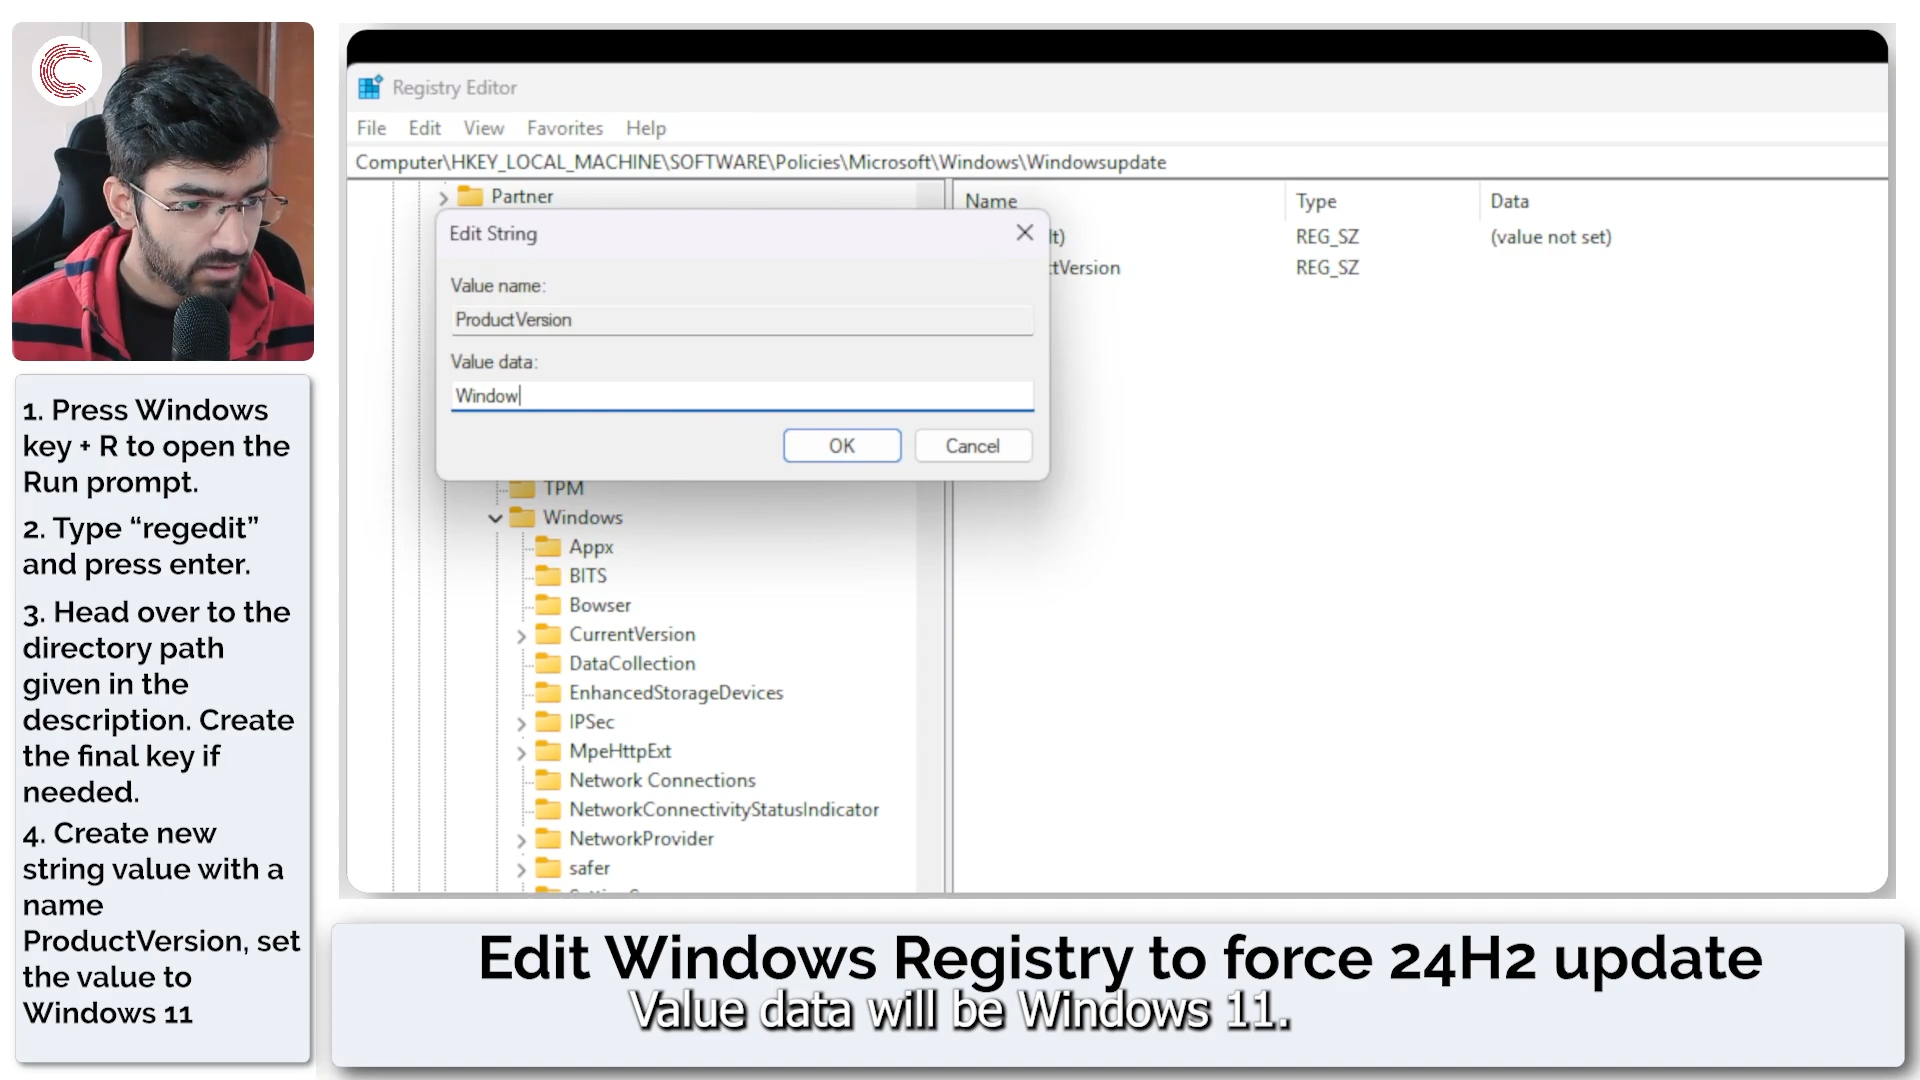 1. Press Windows
key + R to open the
Run prompt.
2. Type “regedit”
and press enter.
3. Head over to the
directory path
given in the
description. Create
the final key if
needed.
4. Create new
string value with a
name
ProductVersion, set
the value to
Windows 11
Registry Editor
File Edit View Favorites Help
Computer\HKEY_LOCAL_MACHINE\SOFTWARE\Policies\Microsoft\Windows\Windowsupdate
Partner
Name Type Data
lt) REG_SZ (value not set)
ctVersion REG_SZ
Edit String
Value name:
ProductVersion
Value data:
Window
OK Cancel
TPM
Windows
Appx
BITS
Bowser
CurrentVersion
DataCollection
EnhancedStorageDevices
IPSec
MpeHttpExt
Network Connections
NetworkConnectivityStatusIndicator
NetworkProvider
safer
Edit Windows Registry to force 24H2 update
Value data will be Windows 11.